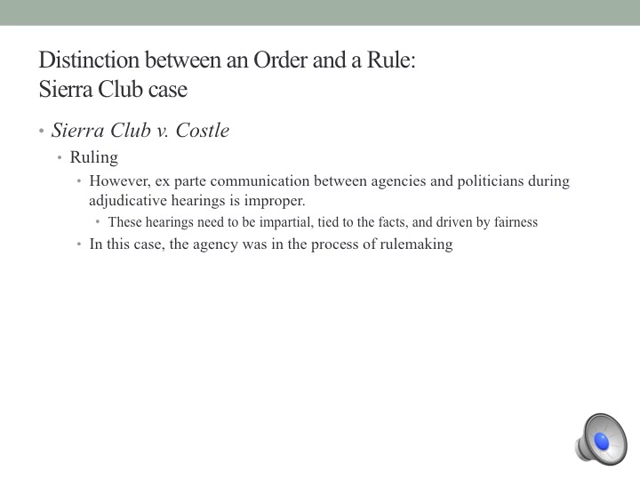 Distinction between an Order and a Rule:
Sierra Club case
• Sierra Club v. Costle
• Ruling
• However, ex parte communication between agencies and politicians during
adjudicative hearings is improper.
• These hearings need to be impartial, tied to the facts, and driven by fairness
• In this case, the agency was in the process of rulemaking